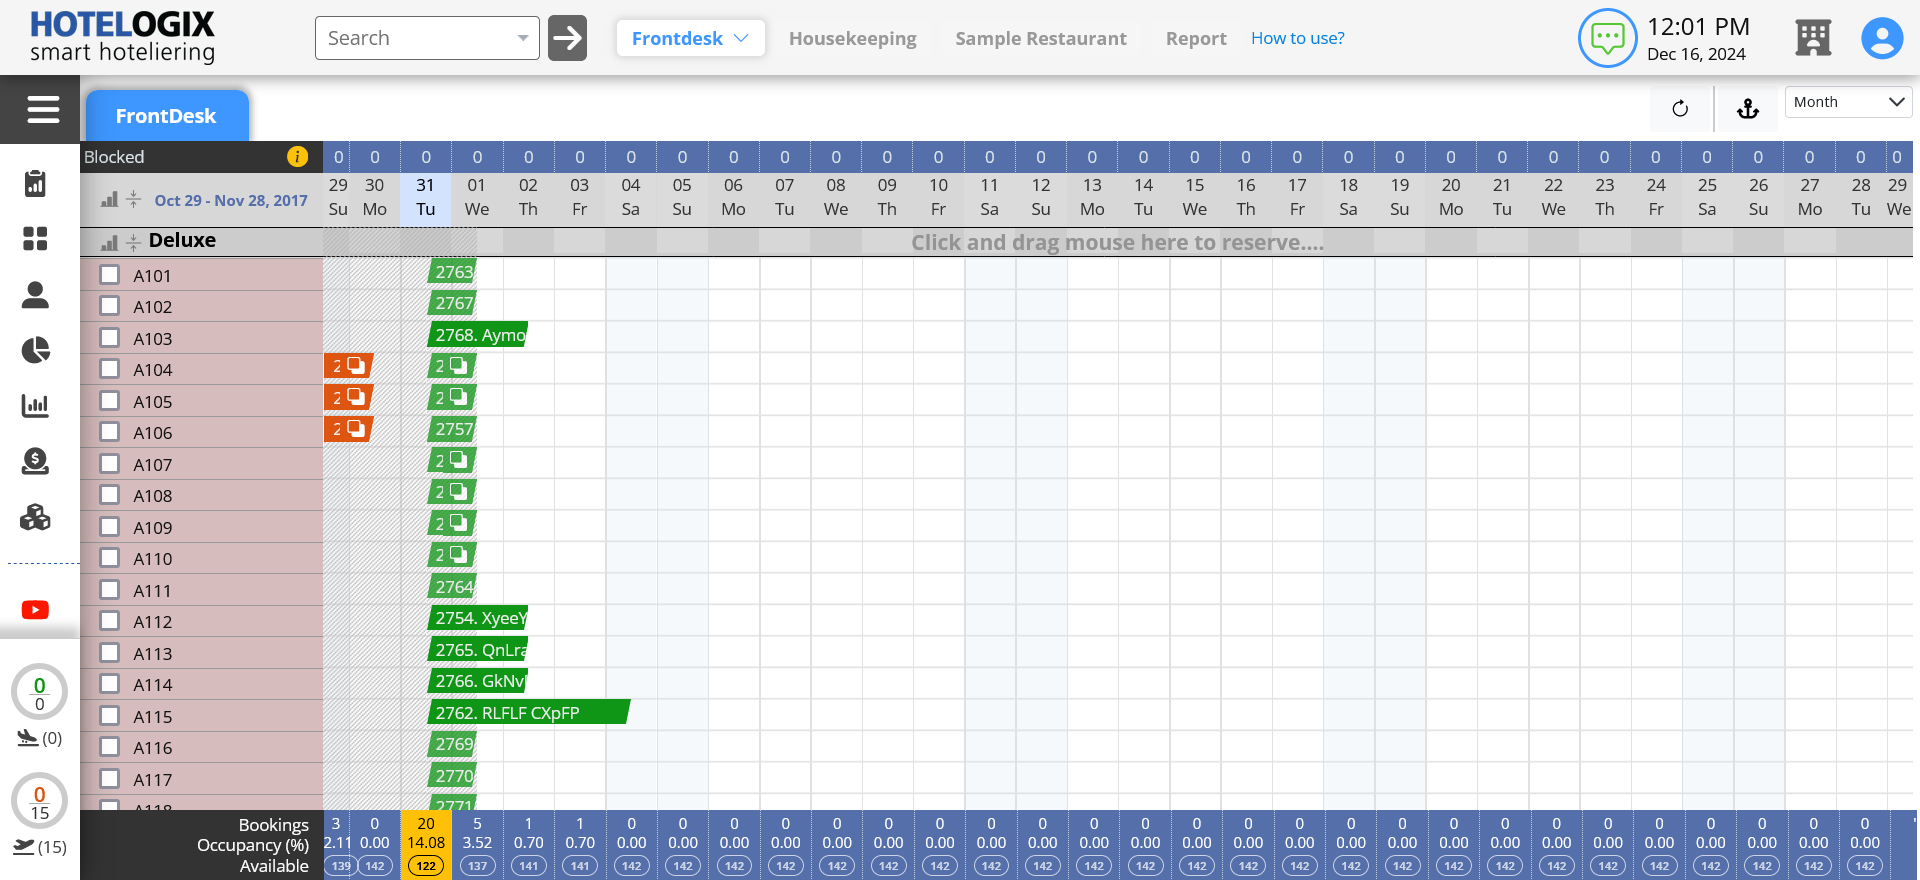 HOTELOGIX
smart hoteliering
Search
Frontdesk
Housekeeping
Sample Restaurant
Report
How to use?
12:01 PM
Dec 16, 2024
FrontDesk
Month
Blocked i 0 0 0 0 0 0 0 0 0 0 0 0 0 0 0 0 0 0 0 0 0 0 0 0 0 0 0 0 0 0 0 0
Oct 29 - Nov 28, 2017
29 30 31 01 02 03 04 05 06 07 08 09 10 11 12 13 14 15 16 17 18 19 20 21 22 23 24 25 26 27 28 29
Su Mo Tu We Th Fr Sa Su Mo Tu We Th Fr Sa Su Mo Tu We Th Fr Sa Su Mo Tu We Th Fr Sa Su Mo Tu We
Deluxe
Click and drag mouse here to reserve....
A101 2763
A102 2767
A103 2768. Aymo
A104 2 2
A105 2 2
A106 2 2757
A107 2
A108 2
A109 2
A110 2
A111 2764
A112 2754. XyeeY
A113 2765. QnLra
A114 2766. GkNv
A115 2762. RLFLF CXpFP
A116 2769
A117 2770
A118 2771
0
0
(0)
0
15
(15)
Bookings 3 0 20 5 1 1 0 0 0 0 0 0 0 0 0 0 0 0 0 0 0 0 0 0 0 0 0 0 0 0 0
Occupancy (%) 2.11 0.00 14.08 3.52 0.70 0.70 0.00 0.00 0.00 0.00 0.00 0.00 0.00 0.00 0.00 0.00 0.00 0.00 0.00 0.00 0.00 0.00 0.00 0.00 0.00 0.00 0.00 0.00 0.00 0.00 0.00
Available 139 142 122 137 141 141 142 142 142 142 142 142 142 142 142 142 142 142 142 142 142 142 142 142 142 142 142 142 142 142 142